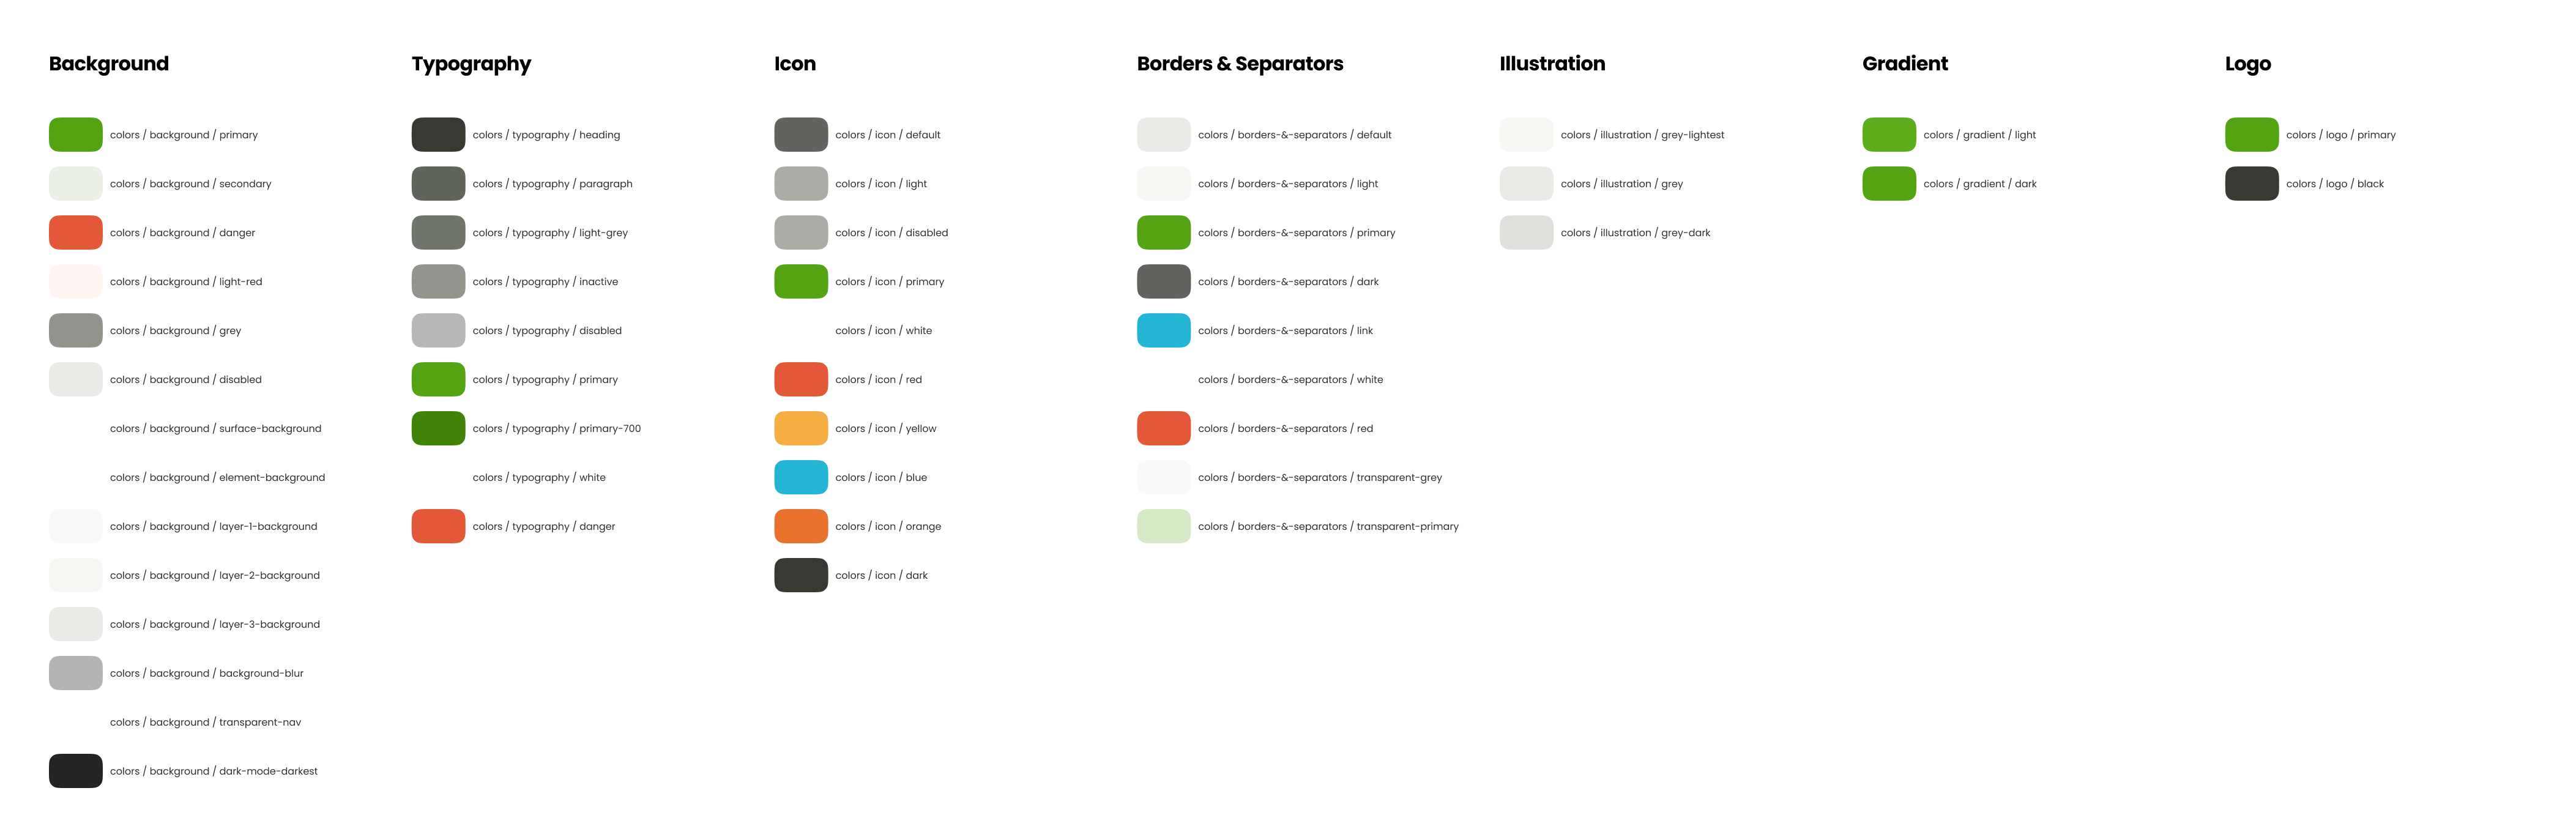 Background
colors / background / primary
colors / background / secondary
colors / background / danger
colors / background / light-red
colors / background / grey
colors / background / disabled
colors / background / surface-background
colors / background / element-background
colors / background / layer-1-background
colors / background / layer-2-background
colors / background / layer-3-background
colors / background / background-blur
colors / background / transparent-nav
colors / background / dark-mode-darkest
Typography
colors / typography / heading
colors / typography / paragraph
colors / typography / light-grey
colors / typography / inactive
colors / typography / disabled
colors / typography / primary
colors / typography / primary-700
colors / typography / white
colors / typography / danger
Icon
colors / icon / default
colors / icon / light
colors / icon / disabled
colors / icon / primary
colors / icon / white
colors / icon / red
colors / icon / yellow
colors / icon / blue
colors / icon / orange
colors / icon / dark
Borders & Separators
colors / borders-&-separators / default
colors / borders-&-separators / light
colors / borders-&-separators / primary
colors / borders-&-separators / dark
colors / borders-&-separators / link
colors / borders-&-separators / white
colors / borders-&-separators / red
colors / borders-&-separators / transparent-grey
colors / borders-&-separators / transparent-primary
Illustration
colors / illustration / grey-lightest
colors / illustration / grey
colors / illustration / grey-dark
Gradient
colors / gradient / light
colors / gradient / dark
Logo
colors / logo / primary
colors / logo / black